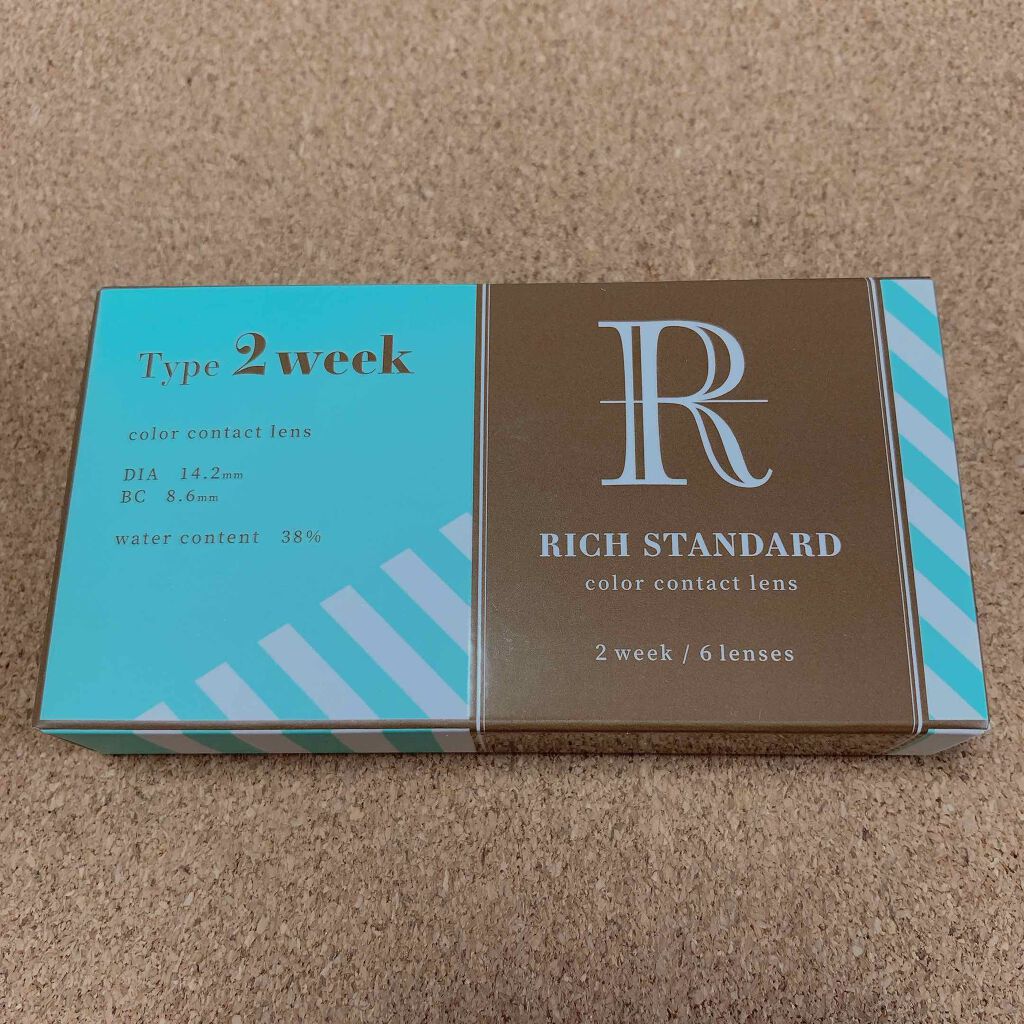 Type 2 week
color contact lens
DIA 14.2mm
BC 8.6mm
water content 38%
R
RICH STANDARD
color contact lens
2 week / 6 lenses